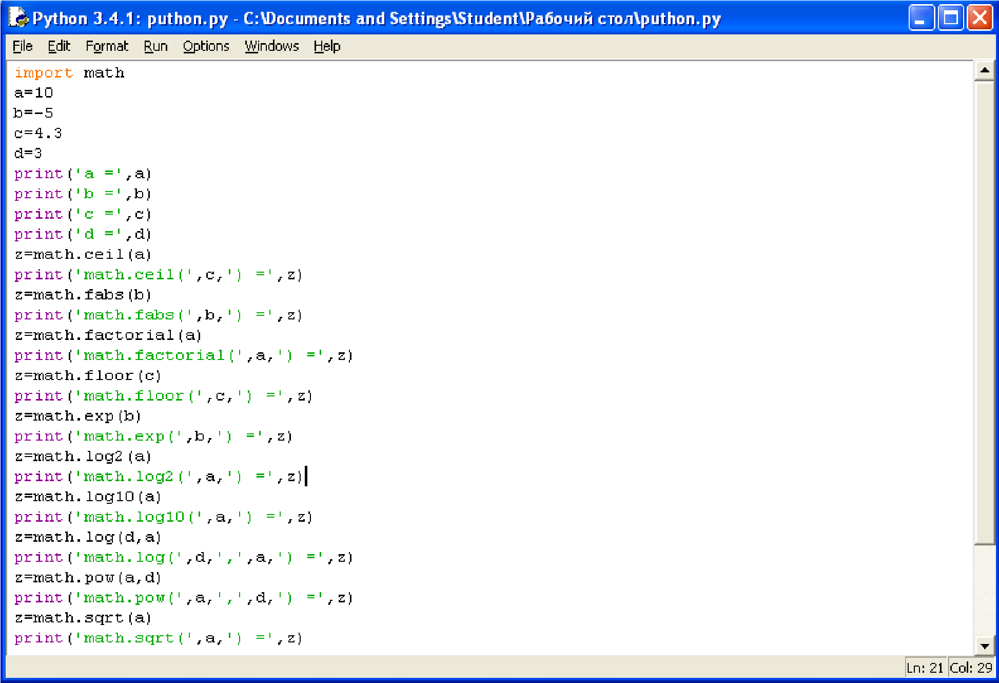 Python 3.4.1: puthon.py - C:\Documents and Settings\Student\Рабочий стол\puthon.py
File Edit Format Run Options Windows Help
import math
a=10
b=-5
c=4.3
d=3
print('a =',a)
print('b =',b)
print('c =',c)
print('d =',d)
z=math.ceil(a)
print('math.ceil(',c,') =',z)
z=math.fabs(b)
print('math.fabs(',b,') =',z)
z=math.factorial(a)
print('math.factorial(',a,') =',z)
z=math.floor(c)
print('math.floor(',c,') =',z)
z=math.exp(b)
print('math.exp(',b,') =',z)
z=math.log2(a)
print('math.log2(',a,') =',z)
z=math.log10(a)
print('math.log10(',a,') =',z)
z=math.log(d,a)
print('math.log(',d,',',a,') =',z)
z=math.pow(a,d)
print('math.pow(',a,',',d,') =',z)
z=math.sqrt(a)
print('math.sqrt(',a,') =',z)
Ln: 21 Col: 29